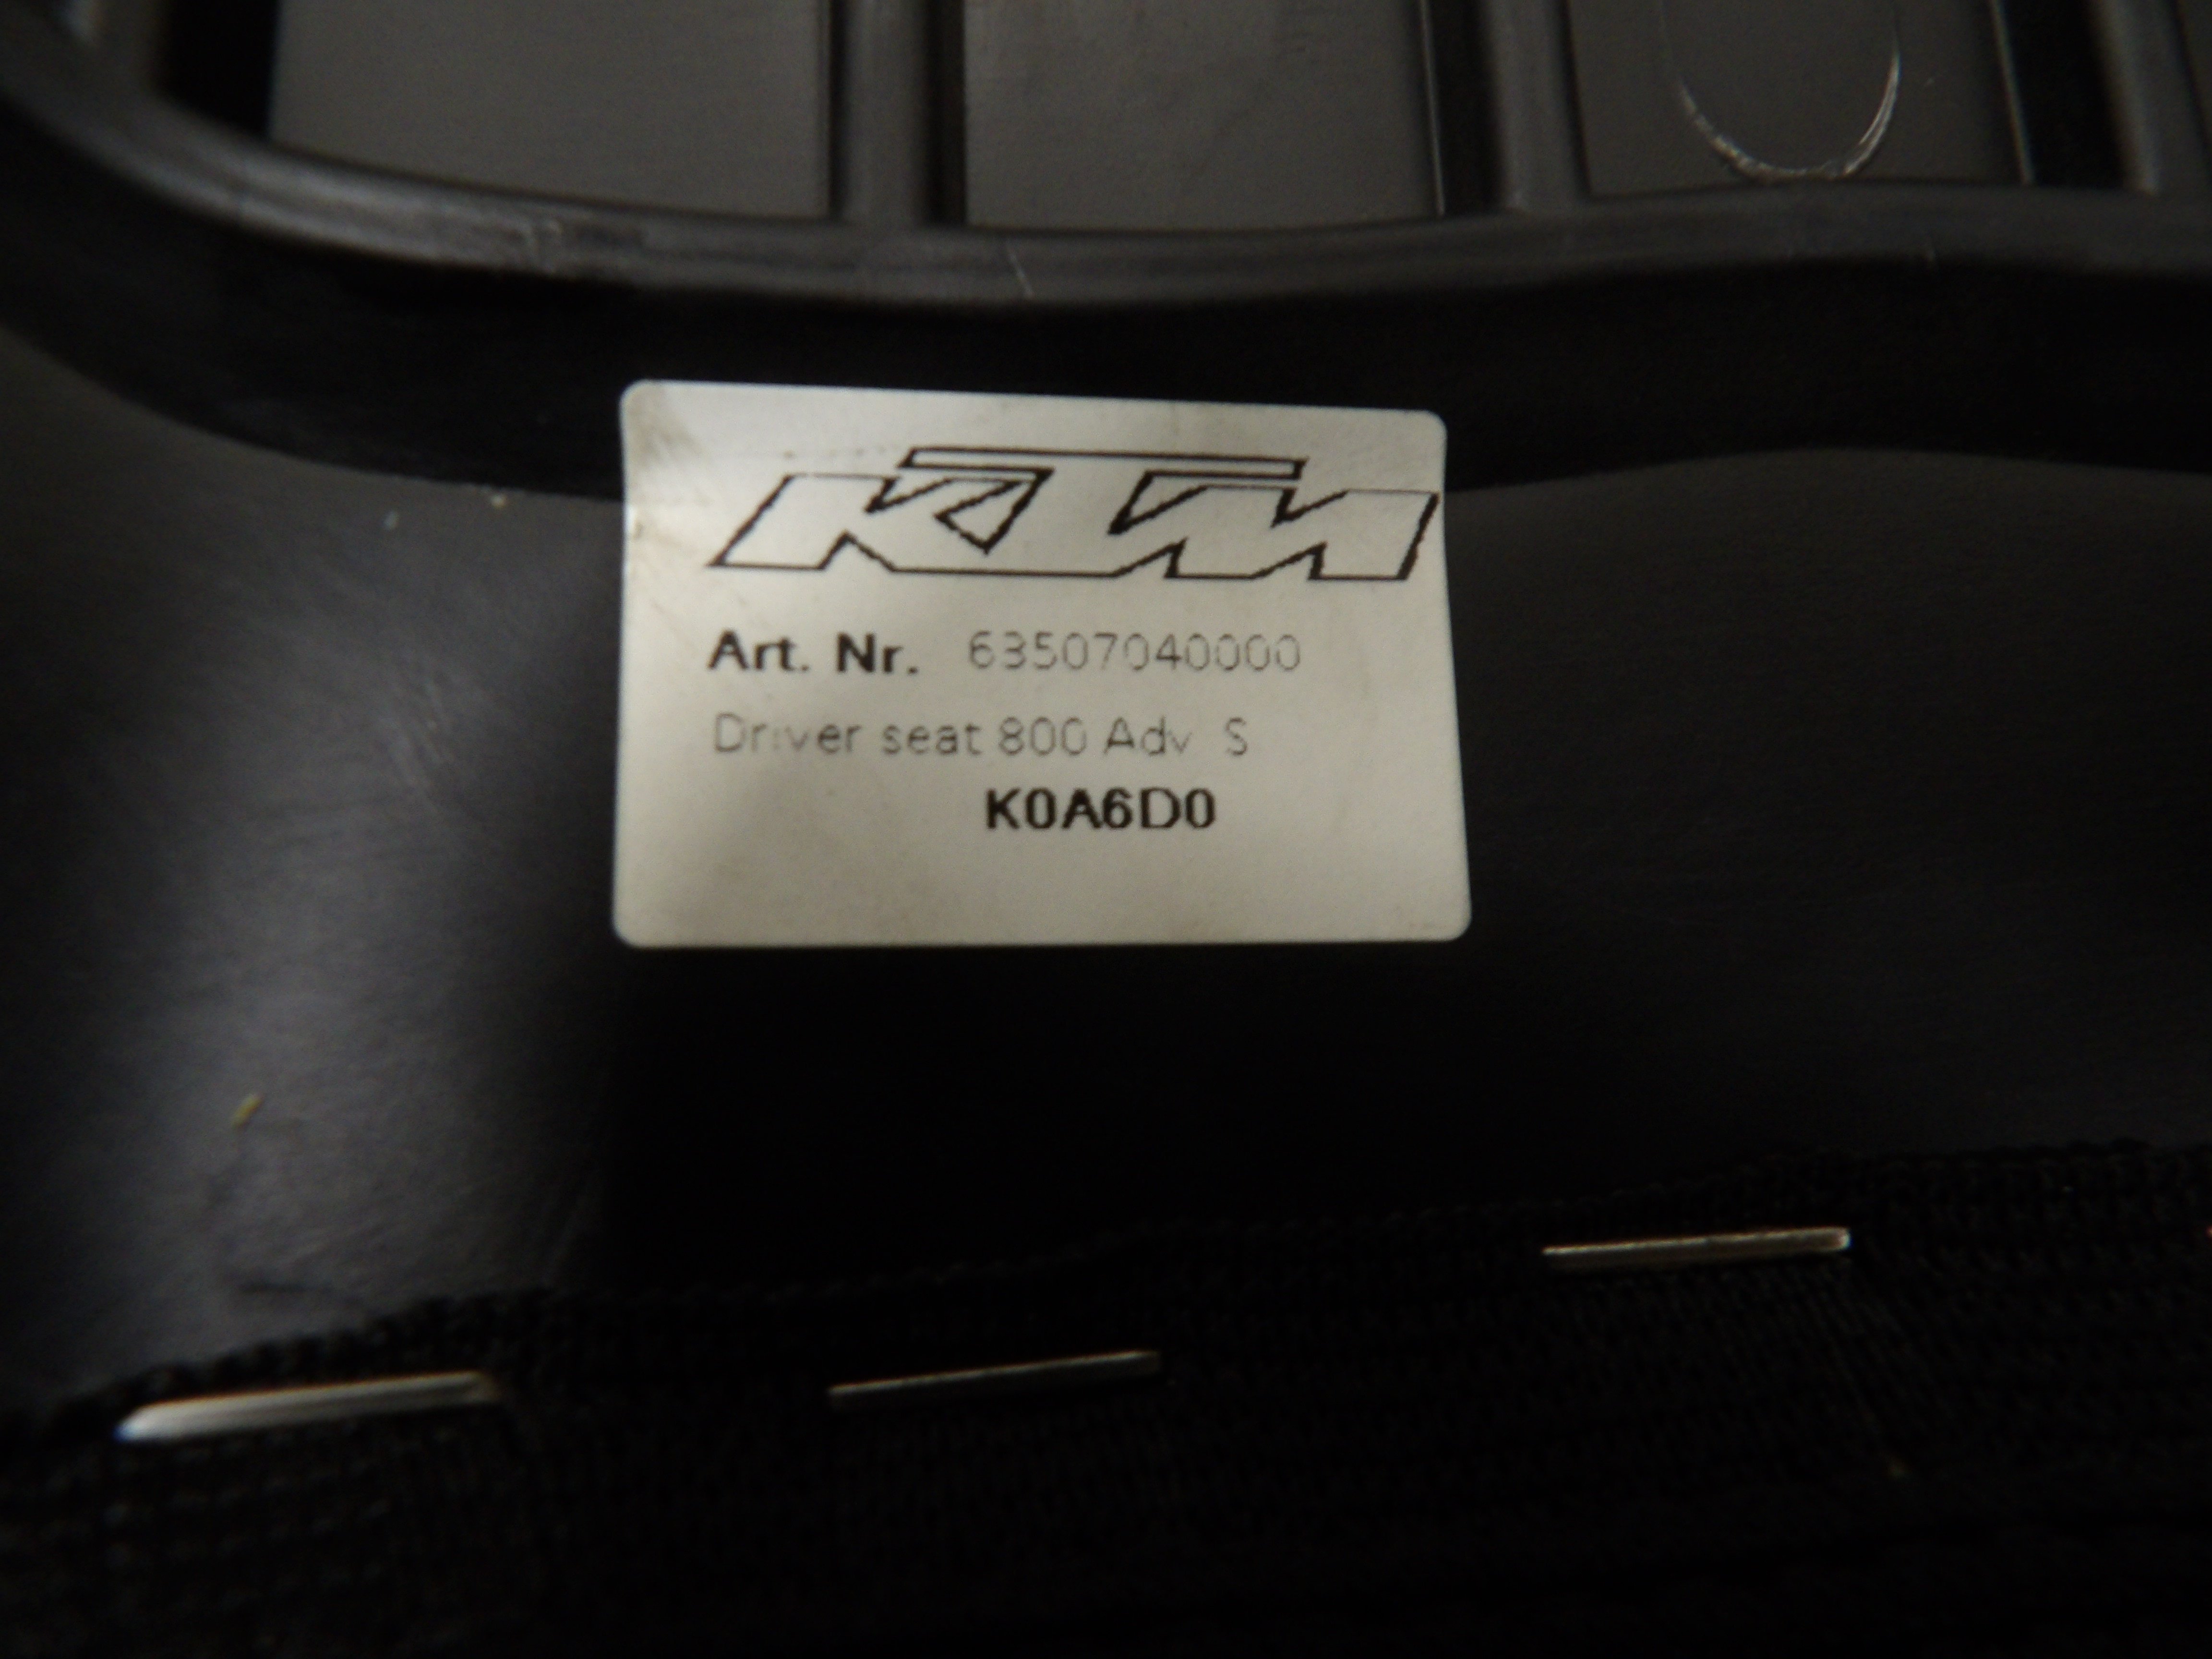 KTM
Art. Nr. 63507040000
Driver seat 800 Adv S
K0A6D0